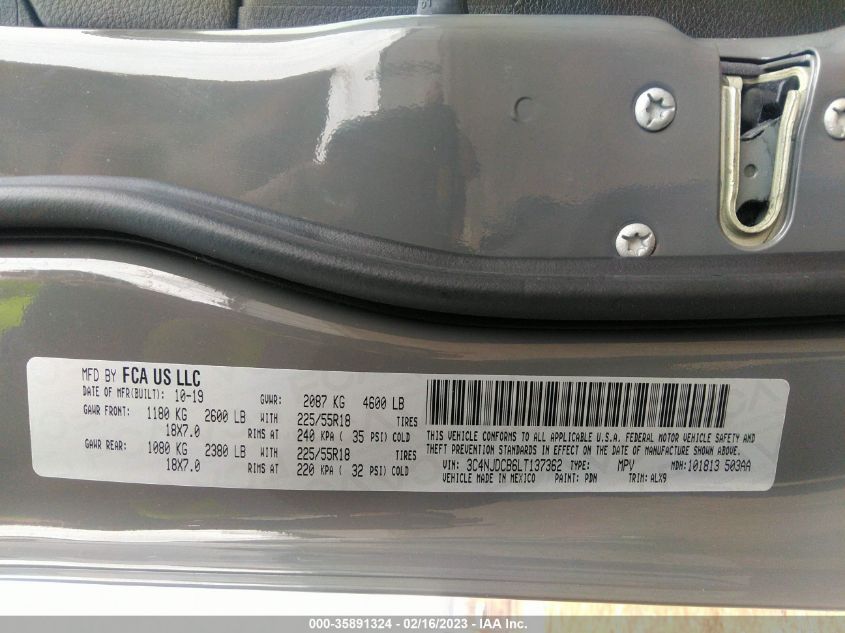 MFD BY FCA US LLC
DATE OF MFR(BUILT): 10-19 GVWR: 2087 KG 4600 LB
GAWR FRONT: 1180 KG 2600 LB WITH 225/55R18 TIRES
18X7.0 RIMS AT 240 KPA ( 35 PSI) COLD
GAWR REAR: 1080 KG 2380 LB WITH 225/55R18 TIRES
18X7.0 RIMS AT 220 KPA ( 32 PSI) COLD
THIS VEHICLE CONFORMS TO ALL APPLICABLE U.S.A. FEDERAL MOTOR VEHICLE SAFETY AND
THEFT PREVENTION STANDARDS IN EFFECT ON THE DATE OF MANUFACTURE SHOWN ABOVE.
VIN: 3C4NJDCB6LT137362 TYPE: MPV MDH:101813 503AA
VEHICLE MADE IN MEXICO PAINT: PDN TRIM:ALX9
000-35891324 - 02/16/2023 - IAA Inc.